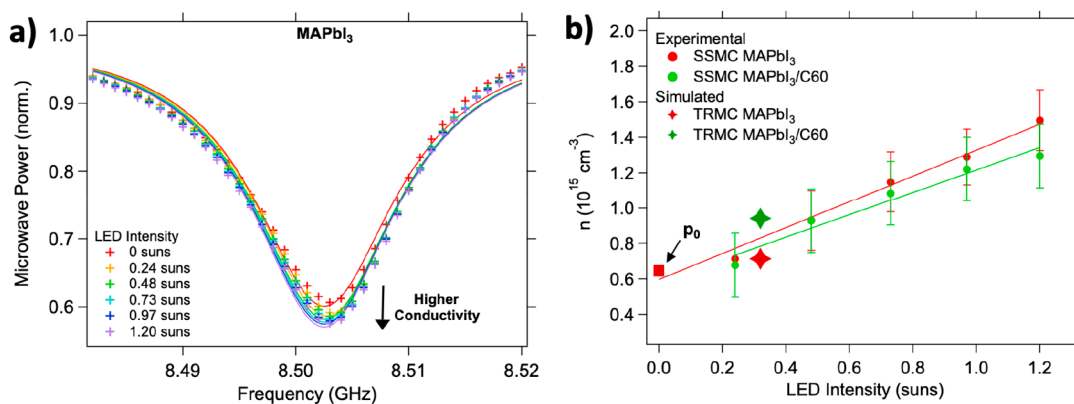 a)
MAPbI3
Microwave Power (norm.)
1.0
0.9
0.8
0.7
0.6
LED Intensity
0 suns
0.24 suns
0.48 suns
0.73 suns
0.97 suns
1.20 suns
Higher
Conductivity
8.49
8.50
8.51
8.52
Frequency (GHz)
b)
n (10^15 cm^-3)
2.0
1.8
1.6
1.4
1.2
1.0
0.8
0.6
0.4
Experimental
SSMC MAPbI3
SSMC MAPbI3/C60
Simulated
TRMC MAPbI3
TRMC MAPbI3/C60
p0
0.0
0.2
0.4
0.6
0.8
1.0
1.2
LED Intensity (suns)